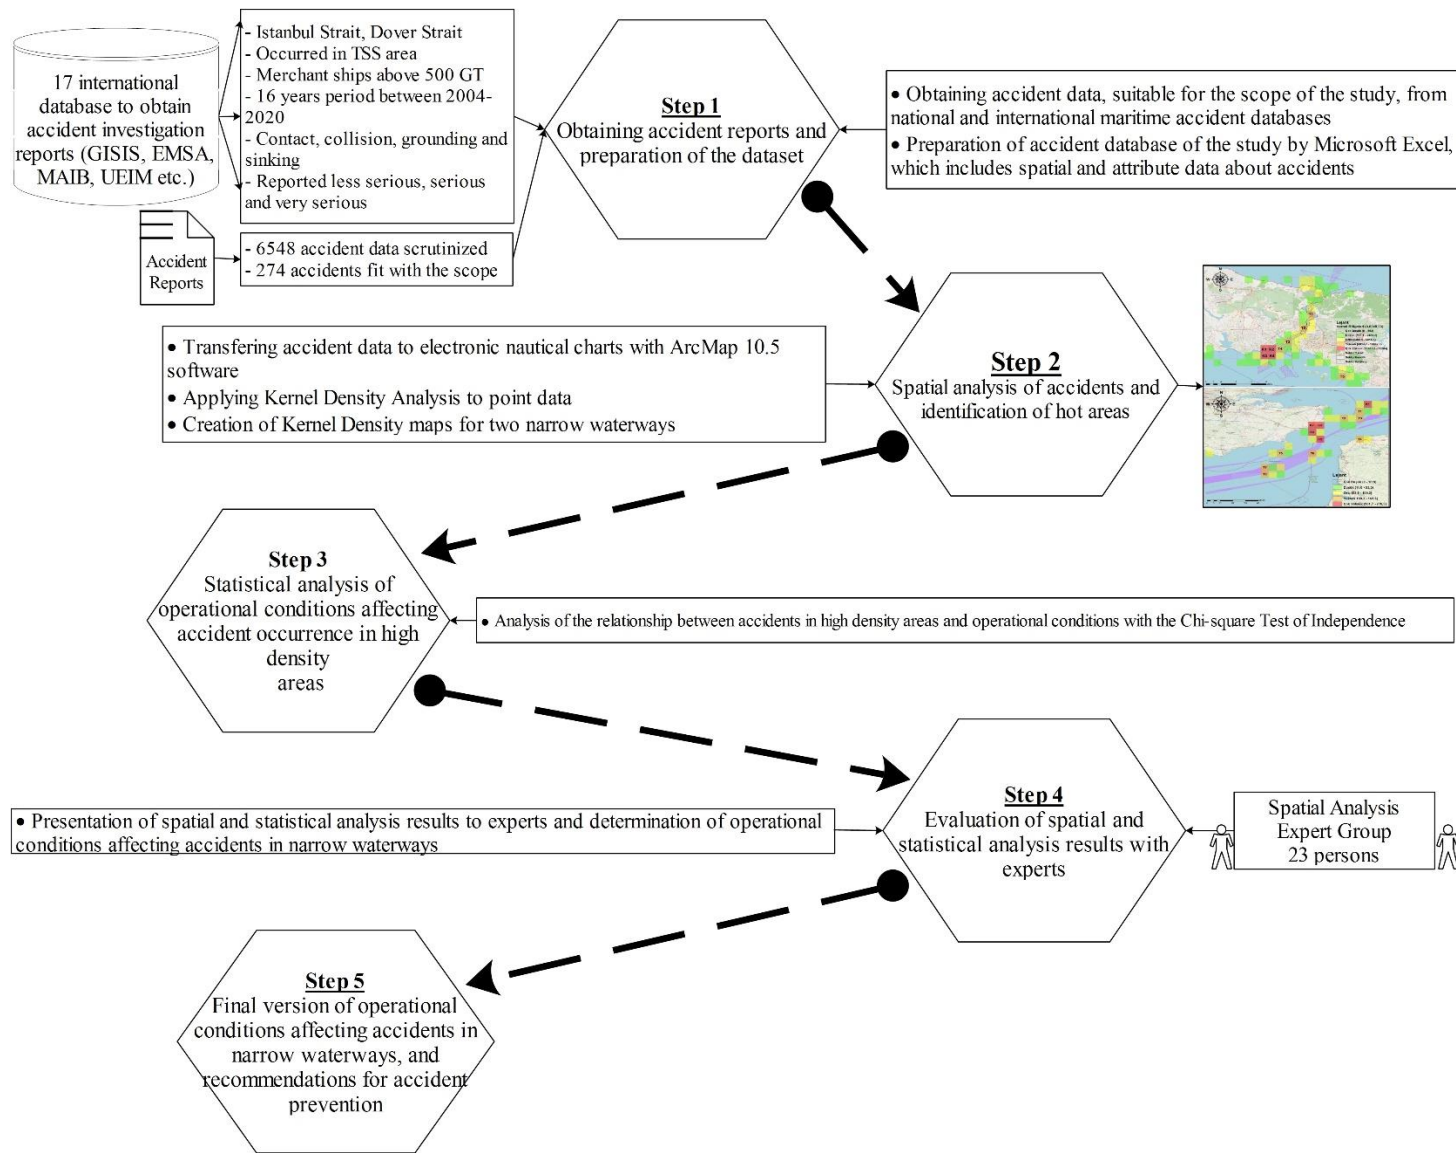 17 international
database to obtain
accident investigation
reports (GISIS, EMSA,
MAIB, UEIM etc.)
- Istanbul Strait, Dover Strait
- Occurred in TSS area
- Merchant ships above 500 GT
- 16 years period between 2004-
2020
- Contact, collision, grounding and
sinking
- Reported less serious, serious
and very serious
Accident
Reports
- 6548 accident data scrutinized
- 274 accidents fit with the scope
Step 1
Obtaining accident reports and
preparation of the dataset
• Obtaining accident data, suitable for the scope of the study, from
national and international maritime accident databases
• Preparation of accident database of the study by Microsoft Excel,
which includes spatial and attribute data about accidents
• Transfering accident data to electronic nautical charts with ArcMap 10.5
software
• Applying Kernel Density Analysis to point data
• Creation of Kernel Density maps for two narrow waterways
Step 2
Spatial analysis of accidents and
identification of hot areas
Step 3
Statistical analysis of
operational conditions affecting
accident occurrence in high
density
areas
• Analysis of the relationship between accidents in high density areas and operational conditions with the Chi-square Test of Independence
• Presentation of spatial and statistical analysis results to experts and determination of operational
conditions affecting accidents in narrow waterways
Step 4
Evaluation of spatial and
statistical analysis results with
experts
Spatial Analysis
Expert Group
23 persons
Step 5
Final version of operational
conditions affecting accidents in
narrow waterways, and
recommendations for accident
prevention